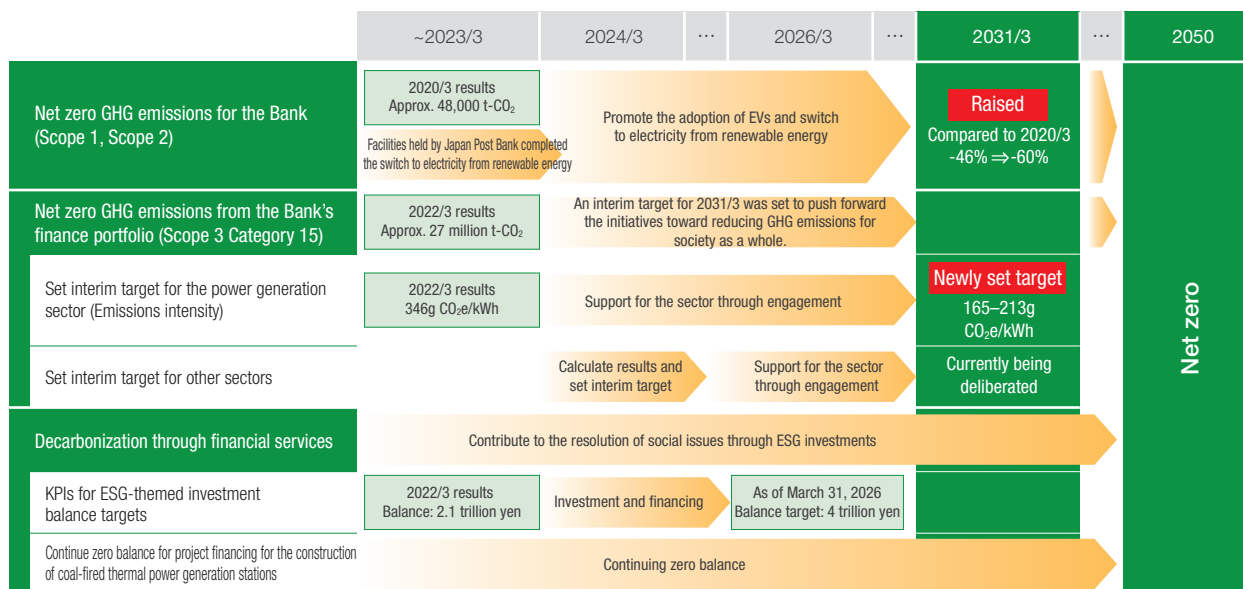 ~2023/3
2024/3
...
2026/3
...
2031/3
...
2050
Net zero GHG emissions for the Bank
(Scope 1, Scope 2)
2020/3 results
Approx. 48,000 t-CO₂
Facilities held by Japan Post Bank completed
the switch to electricity from renewable energy
Promote the adoption of EVs and switch
to electricity from renewable energy
Raised
Compared to 2020/3
-46% ⇒ -60%
Net zero GHG emissions from the Bank's
finance portfolio (Scope 3 Category 15)
2022/3 results
Approx. 27 million t-CO₂
An interim target for 2031/3 was set to push forward
the initiatives toward reducing GHG emissions for
society as a whole.
Set interim target for the power generation
sector (Emissions intensity)
2022/3 results
346g CO₂e/kWh
Support for the sector through engagement
Newly set target
165–213g
CO₂e/kWh
Set interim target for other sectors
Calculate results and
set interim target
Support for the sector
through engagement
Currently being
deliberated
Net zero
Decarbonization through financial services
Contribute to the resolution of social issues through ESG investments
KPIs for ESG-themed investment
balance targets
2022/3 results
Balance: 2.1 trillion yen
Investment and financing
As of March 31, 2026
Balance target: 4 trillion yen
Continue zero balance for project financing for the construction
of coal-fired thermal power generation stations
Continuing zero balance